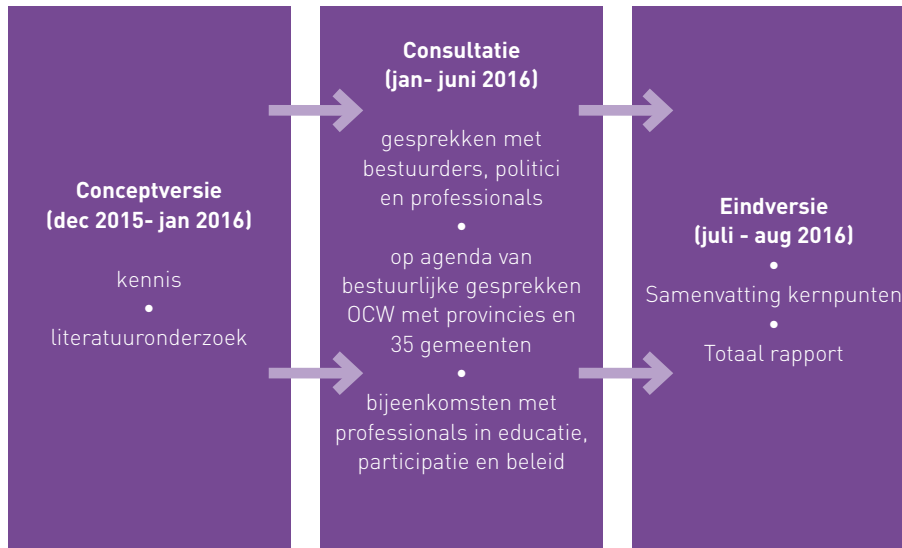 Conceptversie
(dec 2015- jan 2016)
kennis
•
literatuuronderzoek
Consultatie
(jan- juni 2016)
gesprekken met
bestuurders, politici
en professionals
•
op agenda van
bestuurlijke gesprekken
OCW met provincies en
35 gemeenten
•
bijeenkomsten met
professionals in educatie,
participatie en beleid
Eindversie
(juli - aug 2016)
•
Samenvatting kernpunten
•
Totaal rapport